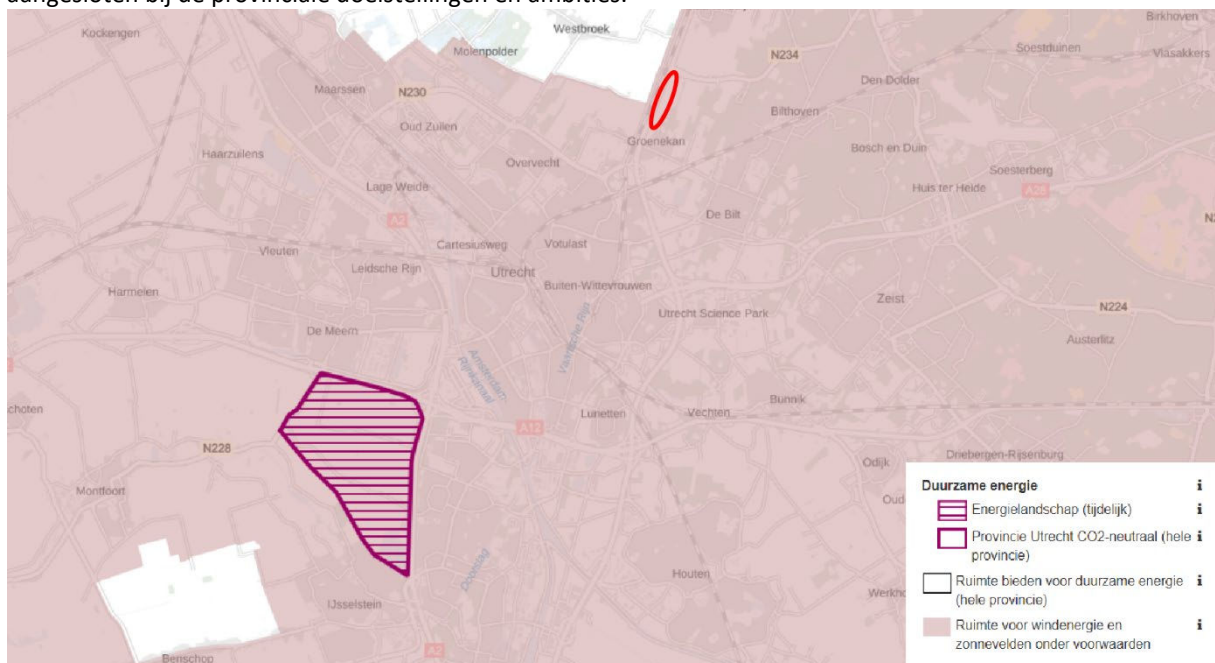 aangesloten bij de provinciale doelstellingen en ambities.
Kockengen
Westbroek
Birkhoven
Molenpolder
N234
Soestduinen
Vlasakkers
Maarssen
N230
Den Dolder
Oud Zuilen
Bilthoven
Groenekan
Haarzuilens
Overvecht
Bosch en Duin
Soesterberg
Lage Weide
Huis ter Heide
A28
A2
De Bilt
Cartesiusweg
Votulast
Vleuten
Leidsche Rijn
Utrecht
Buiten-Wittevrouwen
Harmelen
Zeist
Utrecht Science Park
N224
De Meern
Vaartsche Rijn
Austerlitz
Amsterdam
Rijnkanaal
Bunnik
choten
Lunetten
Vechten
A12
N228
Driebergen-Rijsenburg
Odijk
Montfoort
Oud
Doorslag
Houten
Werkho
IJsselstein
A2
Benschop
Duurzame energie
Energielandschap (tijdelijk)
Provincie Utrecht CO2-neutraal (hele
provincie)
Ruimte bieden voor duurzame energie
(hele provincie)
Ruimte voor windenergie en
zonnevelden onder voorwaarden